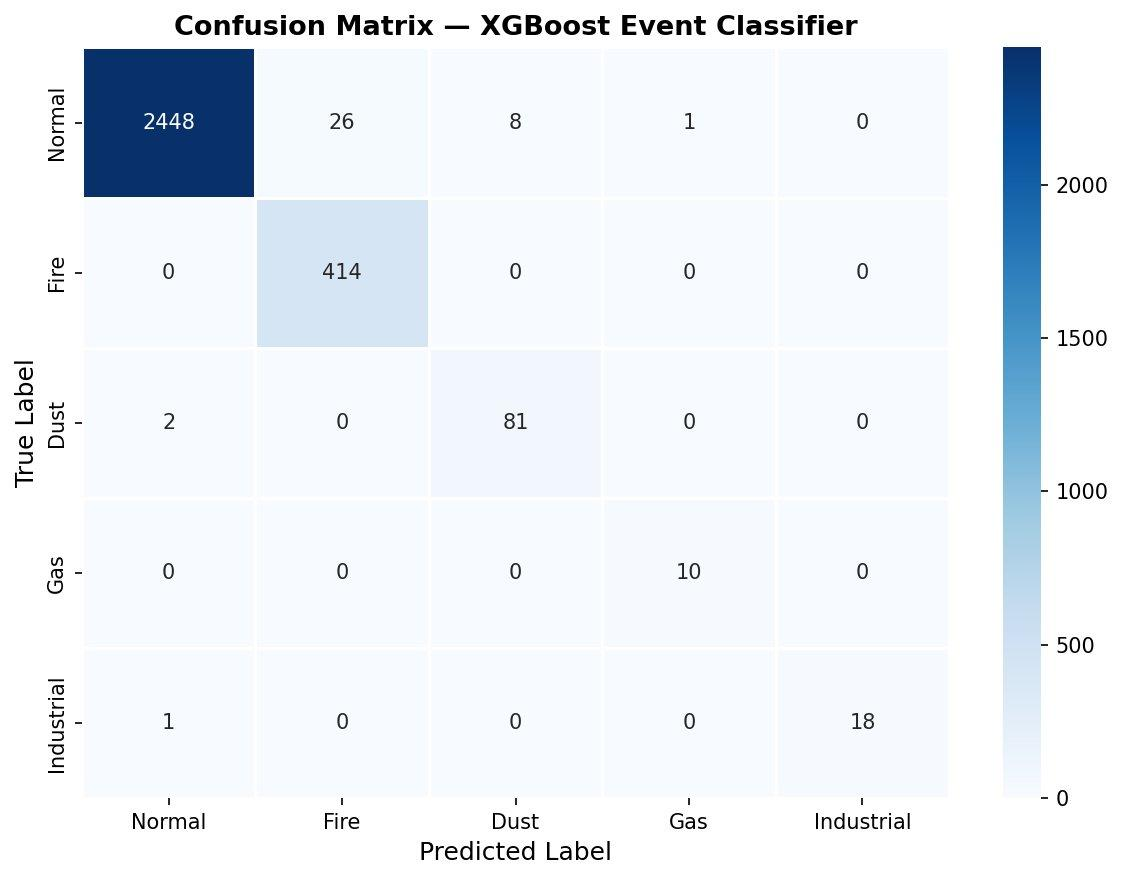 Confusion Matrix — XGBoost Event Classifier
Normal 2448 26 8 1 0
Fire 0 414 0 0 0
Dust 2 0 81 0 0
Gas 0 0 0 10 0
Industrial 1 0 0 0 18
Normal Fire Dust Gas Industrial
Predicted Label
True Label
2000
1500
1000
500
0